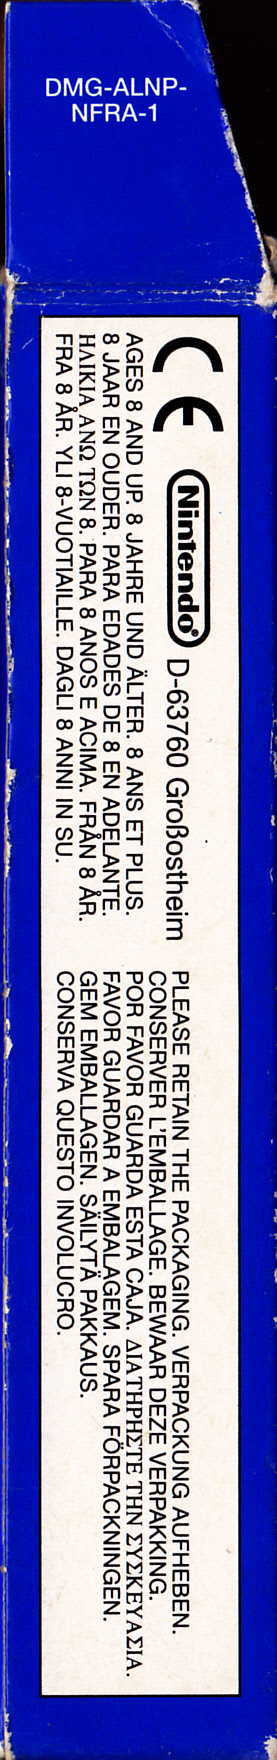 DMG-ALNP-
NFRA-1
CE Nintendo® D-63760 Großostheim
AGES 8 AND UP. 8 JAHRE UND ÄLTER. 8 ANS ET PLUS.
8 JAAR EN OUDER. PARA EDADES DE 8 EN ADELANTE.
ΗΛΙΚΙΑ ΑΝΩ ΤΩΝ 8. PARA 8 ANOS E ACIMA. FRÅN 8 ÅR.
FRA 8 ÅR. YLI 8-VUOTIAILLE. DAGLI 8 ANNI IN SU.
PLEASE RETAIN THE PACKAGING. VERPACKUNG AUFHEBEN.
CONSERVER L'EMBALLAGE. BEWAAR DEZE VERPAKKING.
POR FAVOR GUARDA ESTA CAJA. ΔΙΑΤΗΡΗΣΤΕ ΤΗΝ ΣΥΣΚΕΥΑΣΙΑ.
FAVOR GUARDAR A EMBALAGEM. SPARA FÖRPACKNINGEN.
GEM EMBALLAGEN. SÄILYTÄ PAKKAUS.
CONSERVA QUESTO INVOLUCRO.